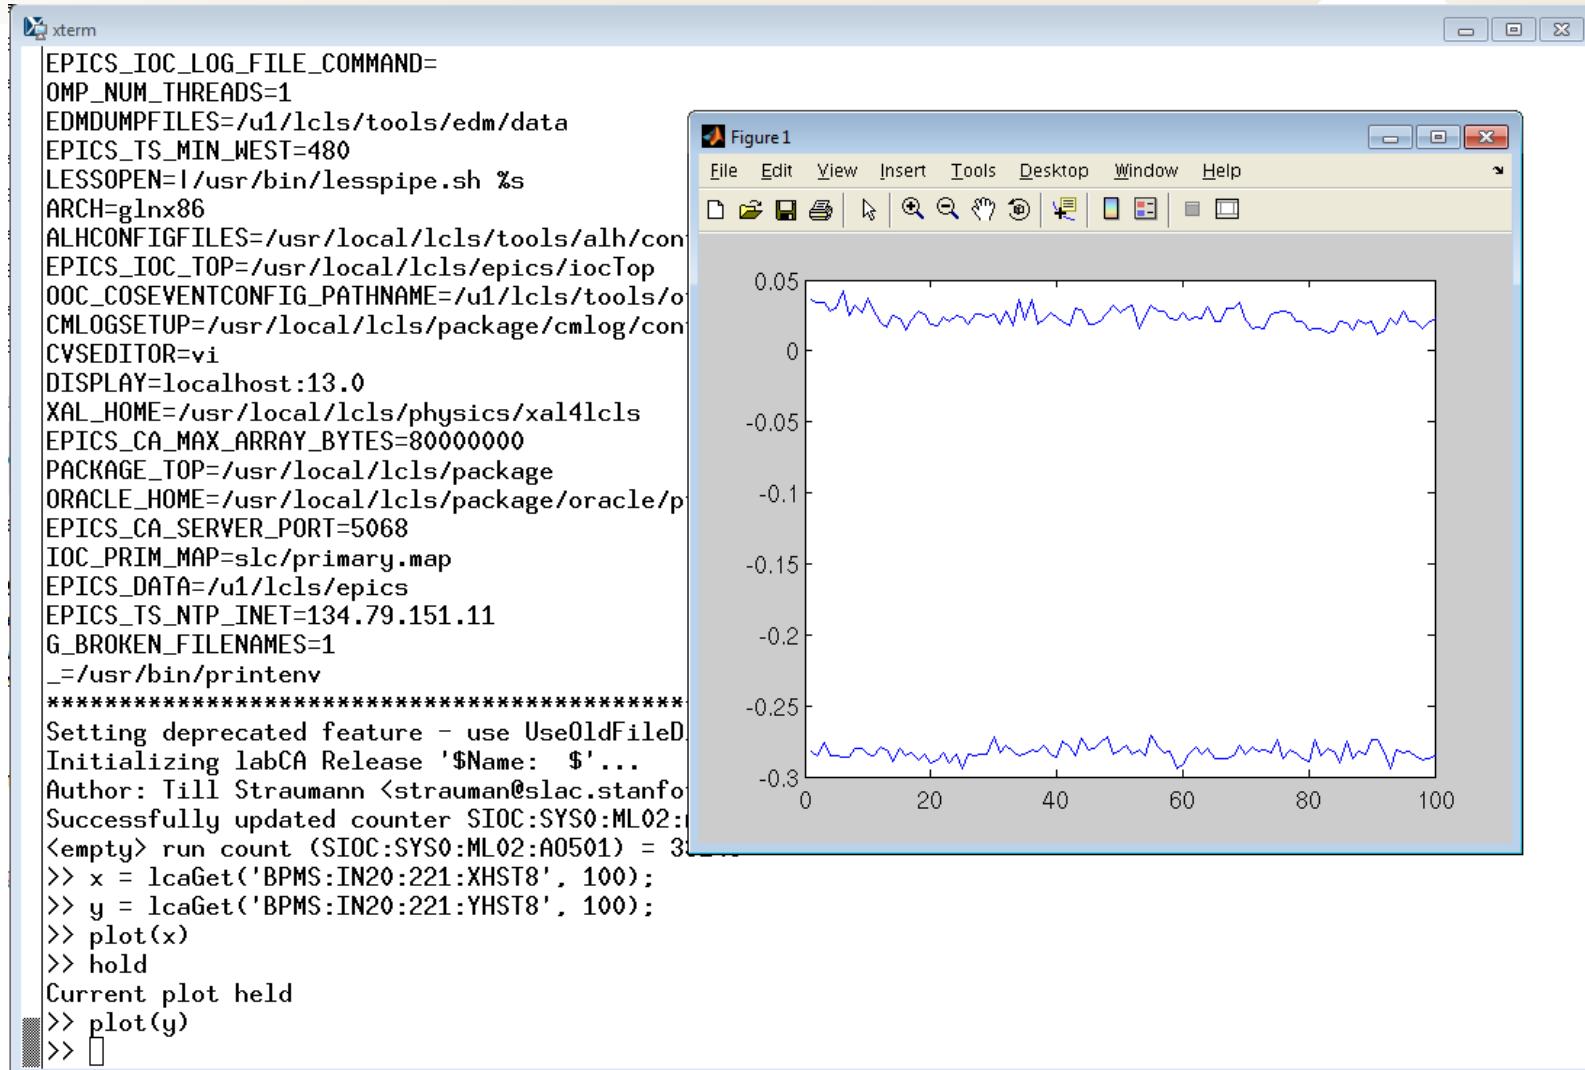 xterm
EPICS_IOC_LOG_FILE_COMMAND=
OMP_NUM_THREADS=1
EDMDUMPFILES=/u1/lcls/tools/edm/data
EPICS_TS_MIN_WEST=480
LESSOPEN=|/usr/bin/lesspipe.sh %s
ARCH=glnx86
ALHCONFIGFILES=/usr/local/lcls/tools/alh/con
EPICS_IOC_TOP=/usr/local/lcls/epics/iocTop
OOC_COSEVENTCONFIG_PATHNAME=/u1/lcls/tools/o
CMLOGSETUP=/usr/local/lcls/package/cmlog/con
CVSEDITOR=vi
DISPLAY=localhost:13.0
XAL_HOME=/usr/local/lcls/physics/xal4lcls
EPICS_CA_MAX_ARRAY_BYTES=80000000
PACKAGE_TOP=/usr/local/lcls/package
ORACLE_HOME=/usr/local/lcls/package/oracle/p
EPICS_CA_SERVER_PORT=5068
IOC_PRIM_MAP=slc/primary.map
EPICS_DATA=/u1/lcls/epics
EPICS_TS_NTP_INET=134.79.151.11
G_BROKEN_FILENAMES=1
_=/usr/bin/printenv
********************************************
Setting deprecated feature - use UseOldFileD
Initializing labCA Release '$Name:  $'...
Author: Till Straumann <strauman@slac.stanfo
Successfully updated counter SIOC:SYS0:ML02:
<empty> run count (SIOC:SYS0:ML02:AO501) = 3
>> x = lcaGet('BPMS:IN20:221:XHST8', 100);
>> y = lcaGet('BPMS:IN20:221:YHST8', 100);
>> plot(x)
>> hold
Current plot held
>> plot(y)
>>
Figure 1
File Edit View Insert Tools Desktop Window Help
0.05
0
-0.05
-0.1
-0.15
-0.2
-0.25
-0.3
0 20 40 60 80 100